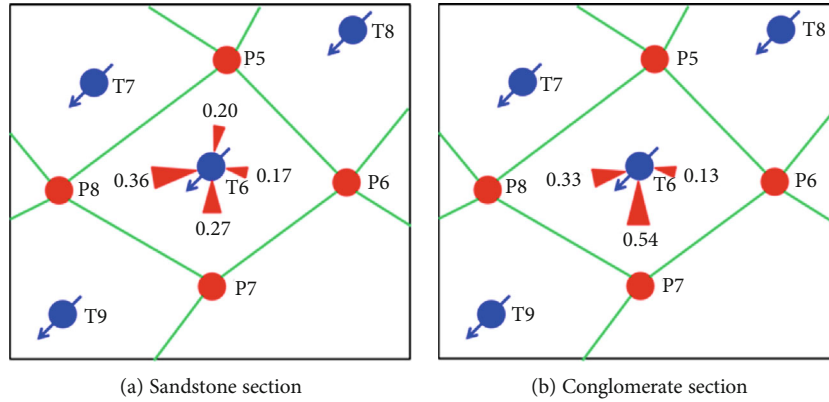 T8
P5
T7
0.20
0.36
0.17
T6
P6
P8
0.27
P7
T9
(a) Sandstone section
T8
P5
T7
0.33
0.13
T6
P6
P8
0.54
P7
T9
(b) Conglomerate section